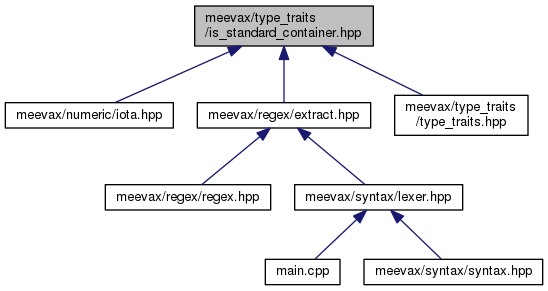 meevax/type_traits
/is_standard_container.hpp
meevax/numeric/iota.hpp
meevax/regex/extract.hpp
meevax/type_traits
/type_traits.hpp
meevax/regex/regex.hpp
meevax/syntax/lexer.hpp
main.cpp
meevax/syntax/syntax.hpp